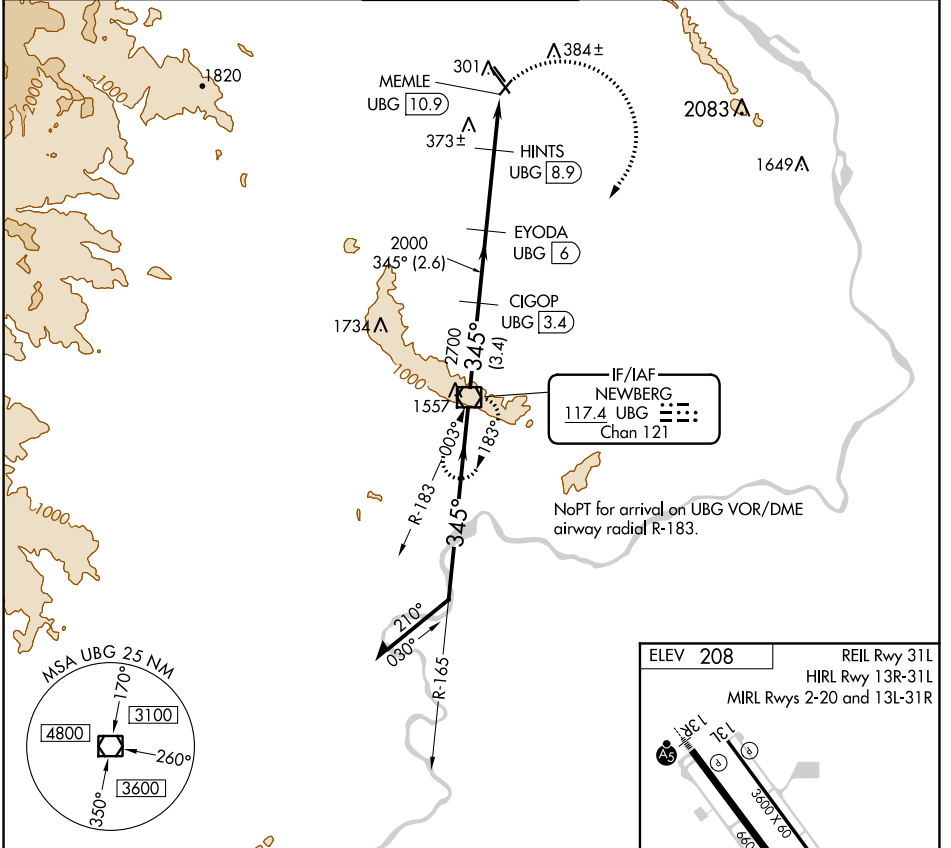 1820
1000
2000
301
384±
MEMLE
UBG 10.9
2083
373±
HINTS
UBG 8.9
1649
EYODA
UBG 6
2000
345° (2.6)
CIGOP
UBG 3.4
1734
2700
345°
(3.4)
1000
1557
IF/IAF
NEWBERG
117.4 UBG
Chan 121
003°
183°
R-183
345°
NoPT for arrival on UBG VOR/DME
airway radial R-183.
1000
210°
030°
R-165
MSA UBG 25 NM
170°
3100
4800
260°
3600
350°
ELEV 208
REIL Rwy 31L
HIRL Rwy 13R-31L
MIRL Rwys 2-20 and 13L-31R
13R
13L
A5
P
P
3600 X 60